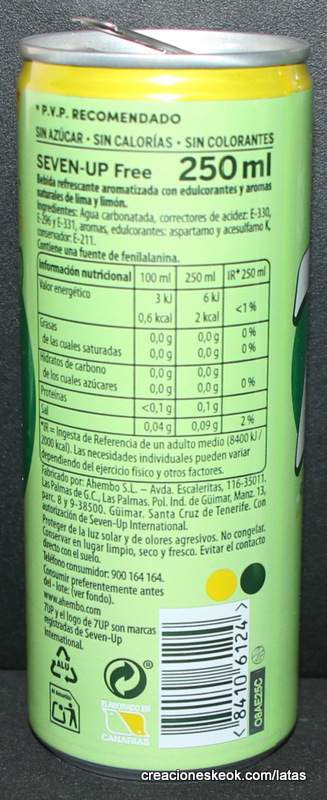 * P.V.P. RECOMENDADO
SIN AZÚCAR • SIN CALORÍAS • SIN COLORANTES
SEVEN-UP Free 250 ml
Bebida refrescante aromatizada con edulcorantes y aromas
naturales de lima y limón.
Ingredientes: Agua carbonatada, correctores de acidez: E-330,
E-296 y E-331, aromas, edulcorantes: aspartamo y acesulfamo K,
conservador: E-211.
Contiene una fuente de fenilalanina.
Información nutricional 100 ml 250 ml IR* 250 ml
Valor energético 3 kJ 6 kJ <1%
0,6 kcal 2 kcal
Grasas 0,0 g 0,0 g 0%
de las cuales saturadas 0,0 g 0,0 g 0%
Hidratos de carbono 0,0 g 0,0 g
de los cuales azúcares 0,0 g 0,0 g 0%
Proteínas <0,1 g 0,1 g
Sal 0,04 g 0,09 g 2%
*IR = Ingesta de Referencia de un adulto medio (8400 kJ /
2000 kcal). Las necesidades individuales pueden variar
dependiendo del ejercicio físico y otros factores.
Fabricado por: Ahembo S.L. – Avda. Escaleritas, 116-35011.
Las Palmas de G.C., Las Palmas. Pol. Ind. de Güimar, Manz. 13,
parc. 8 y 9-38500. Güimar. Santa Cruz de Tenerife. Con
autorización de Seven-Up International.
Proteger de la luz solar y de olores agresivos. No congelar.
Conservar en lugar limpio, seco y fresco. Evitar el contacto
directo con el suelo.
Teléfono consumidor: 900 164 164.
Consumir preferentemente antes
del - lote: (ver fondo).
www.ahembo.com
7UP y el logo de 7UP son marcas
registradas de Seven-Up
International.
ALU
ELABORADO EN
CANARIAS
<84106124>
OBAE25C
creacioneskeok.com/latas